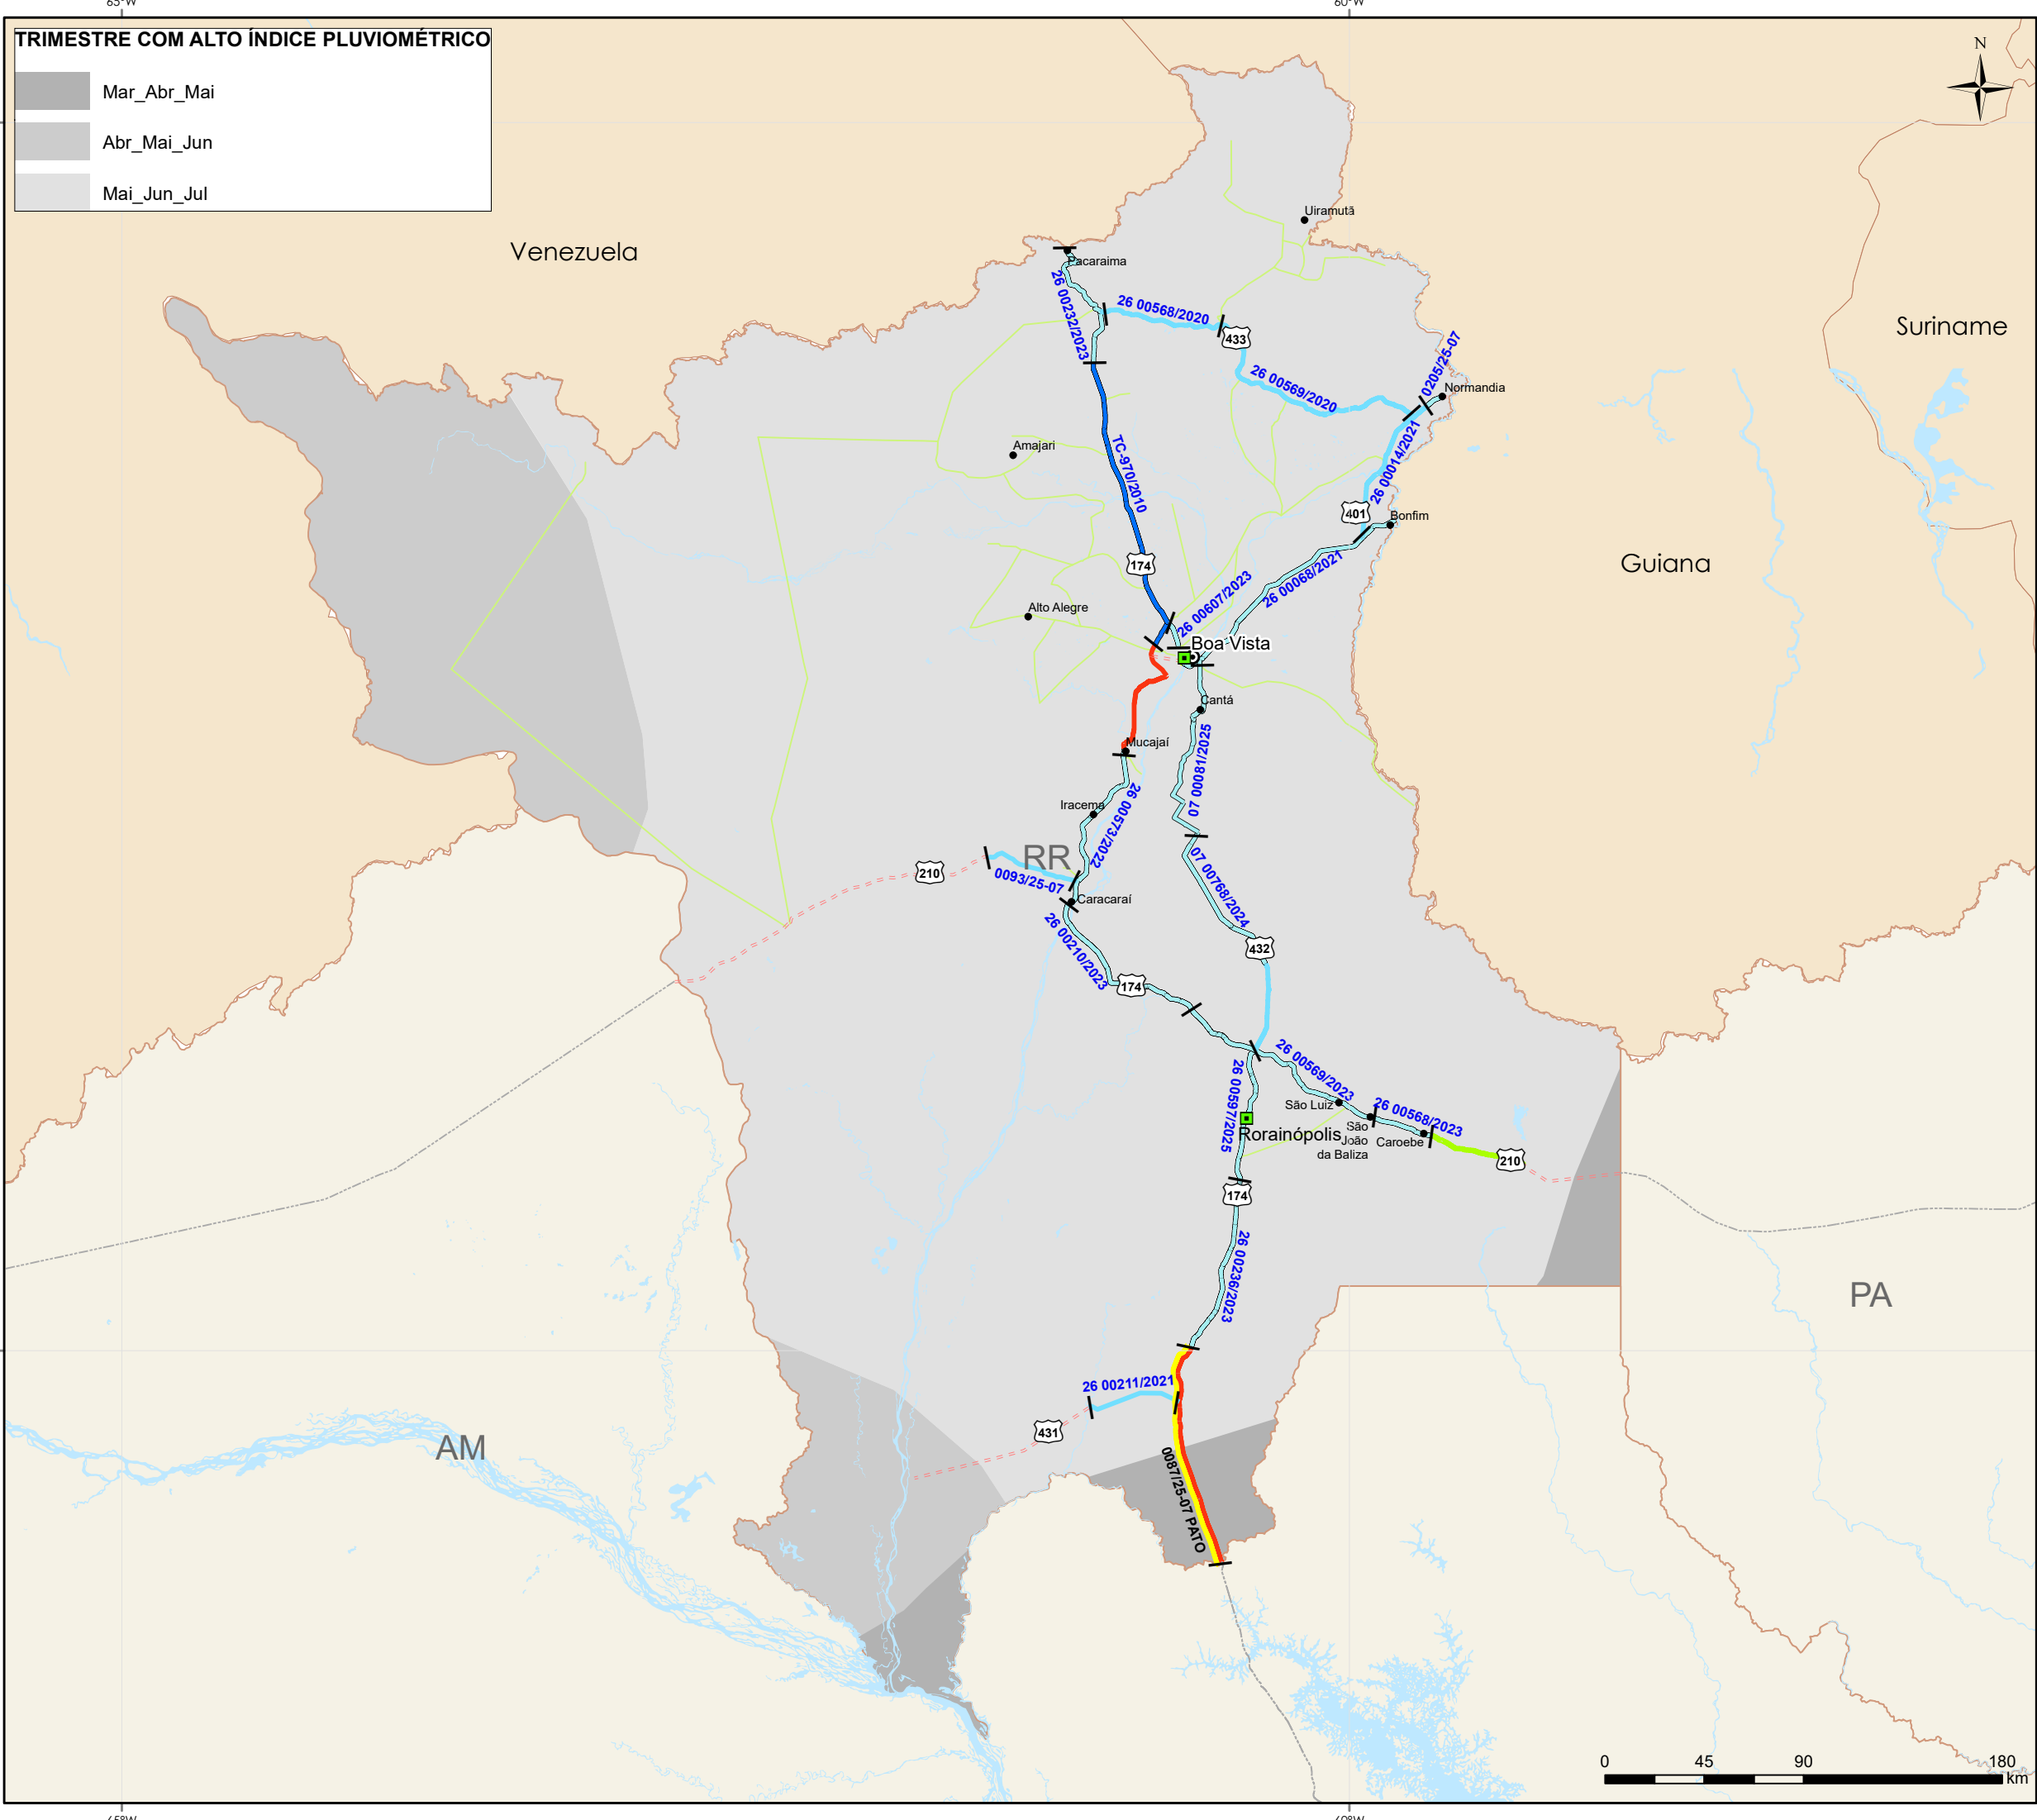 65°W
60°W
TRIMESTRE COM ALTO ÍNDICE PLUVIOMÉTRICO
Mar_Abr_Mai
Abr_Mai_Jun
Mai_Jun_Jul
N
Venezuela
Suriname
Guiana
Uiramutã
Pacaraima
26 00232/2023
26 00568/2020
433
26 00569/2020
0205/25-07
Normandia
Amajari
TC-970/2010
26 00014/2021
401
Bonfim
174
26 00068/2021
26 00607/2023
Alto Alegre
Boa Vista
Cantá
Mucajaí
07 00081/2025
Iracema
26 00573/2022
RR
210
0093/25-07
Caracaraí
07 00768/2024
26 00210/2023
432
174
26 00569/2023
26 00597/2025
São Luiz
26 00568/2023
Rorainópolis
São
João
da Baliza
Caroebe
210
174
26 00236/2023
PA
26 00211/2021
431
AM
0087/25-07 PATO
0
45
90
180
km
65°W
60°W